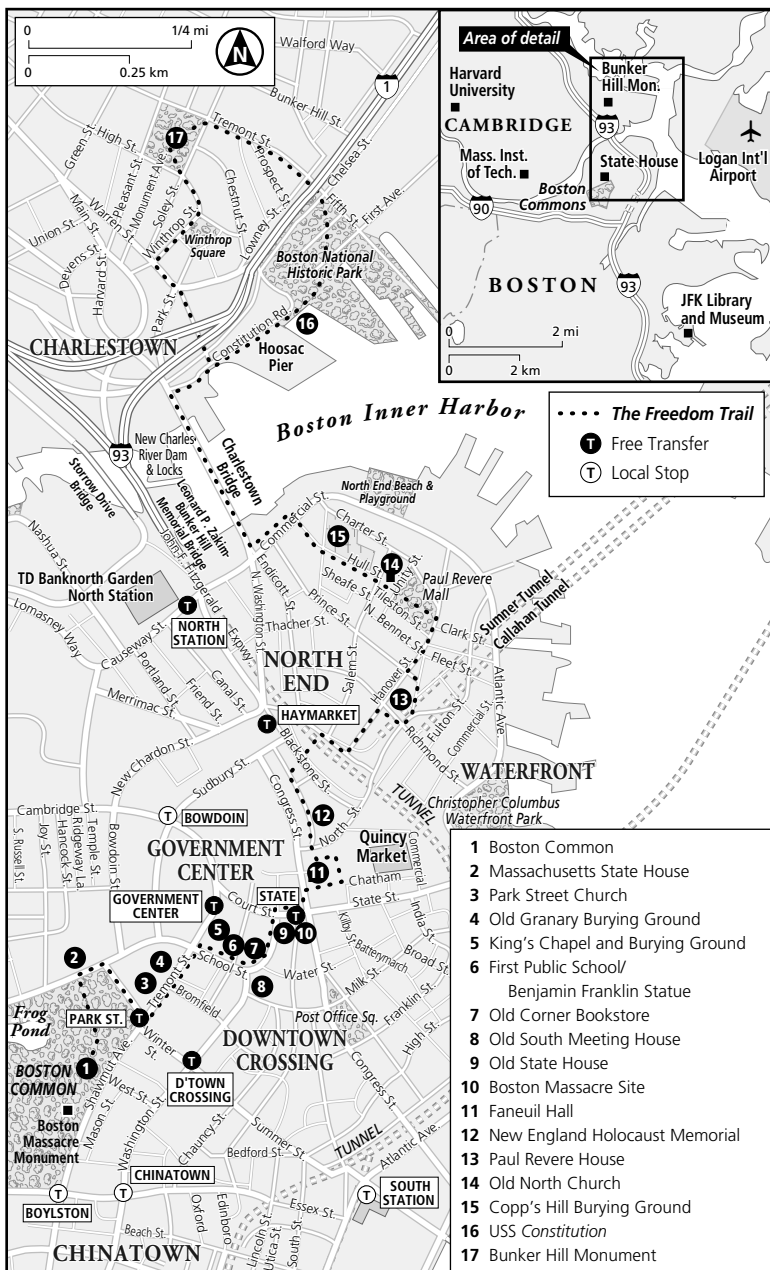 0 1/4 mi
0 0.25 km
N
Walford Way
1
Bunker Hill St.
Tremont St.
High St.
Green St.
17
Prospect St.
Chelsea St.
Pleasant St.
Monument Ave.
Soley St.
Chestnut St.
Lowney St.
Fifth St.
First Ave.
Main St.
Warren St.
Winthrop St.
Union St.
Winthrop
Square
Devens St.
Harvard St.
Park St.
Boston National
Historic Park
Constitution Rd.
16
CHARLESTOWN
Hoosac
Pier
Boston Inner Harbor
93
New Charles
River Dam
& Locks
Charlestown
Bridge
Storrow Drive
Bridge
Leonard P. Zakim-
Bunker Hill
Memorial Bridge
North End Beach &
Playground
Commercial St.
Charter St.
15
Hull St.
14
Unity St.
Paul Revere
Mall
Nashua St.
John F. Fitzgerald Expwy.
Endicott St.
N. Washington St.
Sheafe St.
Tileston St.
Prince St.
N. Bennet St.
Clark St.
Sumner Tunnel
Callahan Tunnel
TD Banknorth Garden
North Station
T
NORTH
STATION
Lomasney Way
Causeway St.
Thacher St.
Fleet St.
Portland St.
Friend St.
Canal St.
Merrimac St.
NORTH
END
Salem St.
Hanover St.
13
Atlantic Ave.
Fulton St.
Commercial St.
Richmond St.
T
HAYMARKET
New Chardon St.
Sudbury St.
Blackstone St.
Congress St.
TUNNEL
WATERFRONT
Christopher Columbus
Waterfront Park
Cambridge St.
T
BOWDOIN
12
North St.
S. Russell St.
Joy St.
Hancock St.
Ridgeway La.
Temple St.
Bowdoin St.
GOVERNMENT
CENTER
Quincy
Market
11
Commercial
Chatham
State St.
GOVERNMENT
CENTER
T
Court St.
STATE
T
5
6
7
9
10
Kilby St.
Batterymarch
India St.
Broad St.
2
4
3
Tremont St.
School St.
8
Water St.
Milk St.
Bromfield
Franklin St.
Post Office Sq.
High St.
Frog
Pond
PARK ST.
T
Winter St.
DOWNTOWN
CROSSING
BOSTON
COMMON
1
Shawmut Ave.
West St.
Mason St.
T
D'TOWN
CROSSING
Congress St.
Boston
Massacre
Monument
Washington St.
Chauncy St.
Summer St.
TUNNEL
Atlantic Ave.
Bedford St.
CHINATOWN
T
T
BOYLSTON
T
SOUTH
STATION
Essex St.
Beach St.
Oxford
Edinboro
Lincoln St.
Utica St.
South St.
CHINATOWN
Area of detail
Bunker
Hill Mon.
Harvard
University
93
CAMBRIDGE
Mass. Inst.
of Tech.
State House
Logan Int'l
Airport
Boston
Commons
90
BOSTON
93
JFK Library
and Museum
0 2 mi
0 2 km
The Freedom Trail
T Free Transfer
T Local Stop
1 Boston Common
2 Massachusetts State House
3 Park Street Church
4 Old Granary Burying Ground
5 King's Chapel and Burying Ground
6 First Public School/
Benjamin Franklin Statue
7 Old Corner Bookstore
8 Old South Meeting House
9 Old State House
10 Boston Massacre Site
11 Faneuil Hall
12 New England Holocaust Memorial
13 Paul Revere House
14 Old North Church
15 Copp's Hill Burying Ground
16 USS Constitution
17 Bunker Hill Monument